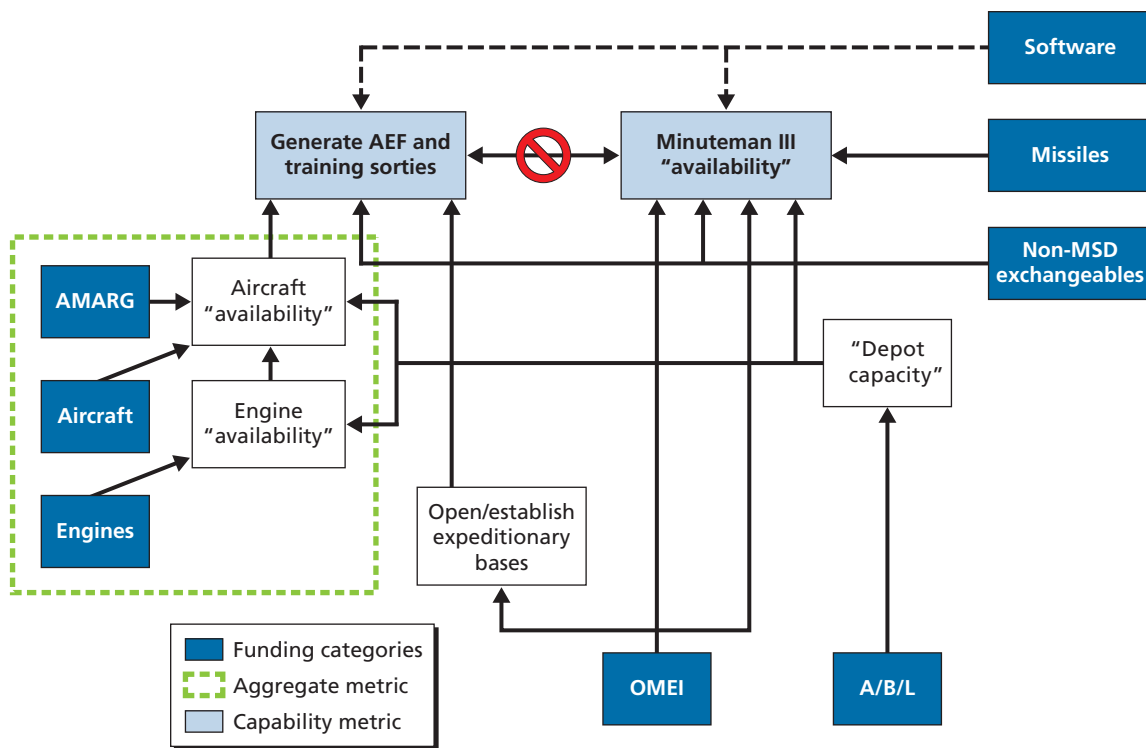 Software
Generate AEF and
training sorties
Minuteman III
“availability”
Missiles
Non-MSD
exchangeables
AMARG
Aircraft
“availability”
“Depot
capacity”
Aircraft
Engine
“availability”
Engines
Open/establish
expeditionary
bases
Funding categories
Aggregate metric
Capability metric
OMEI
A/B/L